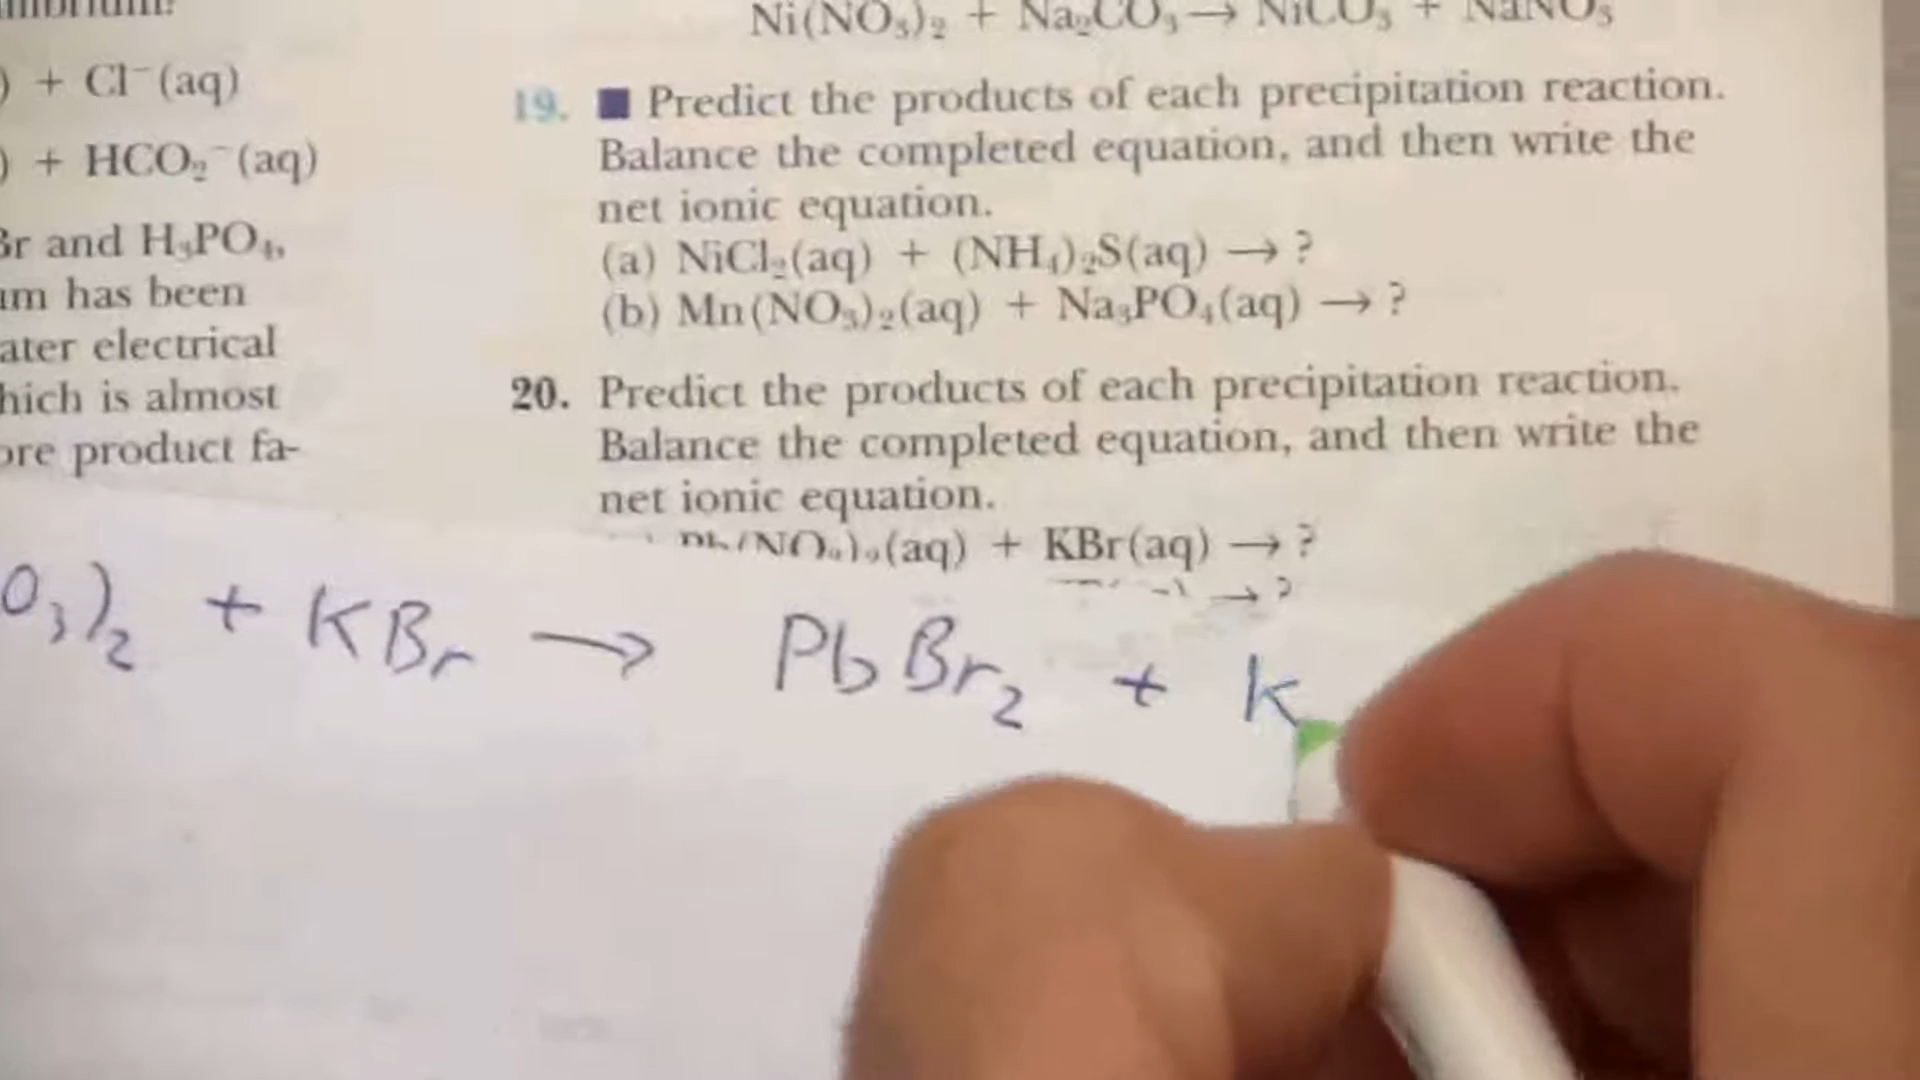 Ni(NO₃)₂ + Na₂CO₃ → NiCO₃ + NaNO₃
) + Cl⁻(aq)
) + HCO₂⁻(aq)
Br and H₃PO₄,
um has been
ater electrical
hich is almost
ore product fa-
19. ■ Predict the products of each precipitation reaction.
Balance the completed equation, and then write the
net ionic equation.
(a) NiCl₂(aq) + (NH₄)₂S(aq) → ?
(b) Mn(NO₃)₂(aq) + Na₃PO₄(aq) → ?
20. Predict the products of each precipitation reaction.
Balance the completed equation, and then write the
net ionic equation.
Pb(NO₃)₂(aq) + KBr(aq) → ?
→ ?
O₃)₂ + KBr → PbBr₂ + K